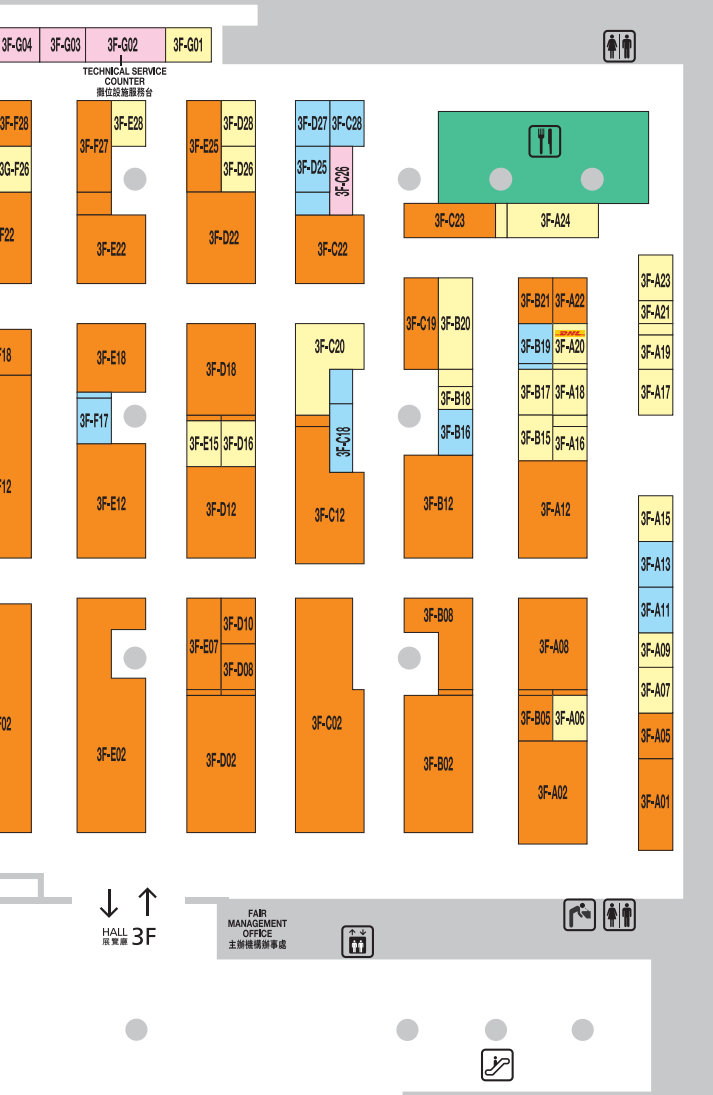 3F-G04 3F-G03 3F-G02 3F-G01
TECHNICAL SERVICE
COUNTER
攤位設施服務台
3F-F28 3F-F27 3F-E28 3F-E25 3F-D28 3F-D27 3F-C28
3G-F26 3F-D26 3F-D25 3F-C26
F22 3F-E22 3F-D22 3F-C22 3F-C23 3F-A24
3F-A23
3F-C19 3F-B20 3F-B21 3F-A22 3F-A21
DHL
F18 3F-E18 3F-D18 3F-C20 3F-B19 3F-A20 3F-A19
3F-B18 3F-B17 3F-A18 3F-A17
3F-F17 3F-E15 3F-D16 3F-C18 3F-B16 3F-B15 3F-A16
F12 3F-E12 3F-D12 3F-C12 3F-B12 3F-A12
3F-A15
3F-A13
3F-A11
3F-D10 3F-B08
3F-E07 3F-D08 3F-A08 3F-A09
3F-A07
F02 3F-E02 3F-D02 3F-C02 3F-B02 3F-B05 3F-A06 3F-A05
3F-A02 3F-A01
HALL
展覽廳 3F
FAIR
MANAGEMENT
OFFICE
主辦機構辦事處